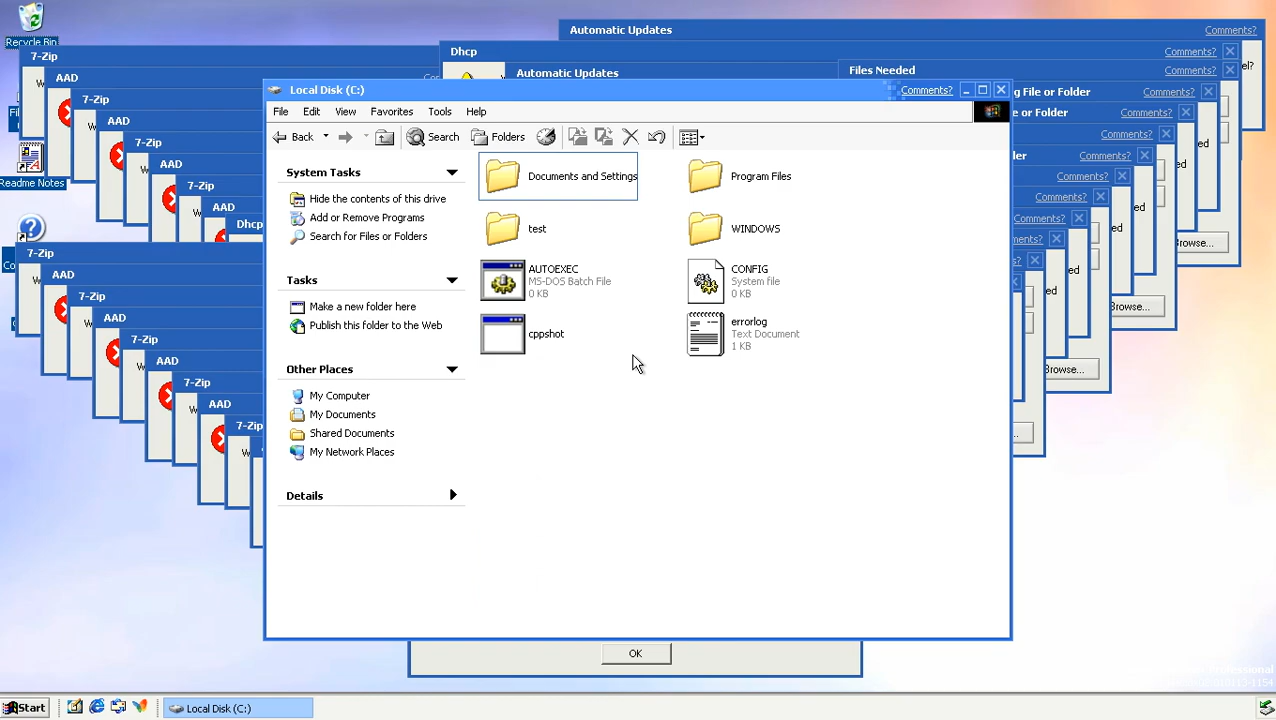 Recycle Bin
Automatic Updates
Comments?
Dhcp
Comments?
7-Zip
Automatic Updates
Files Needed
Comments?
AAD
Local Disk (C:)
Comments?
ng File or Folder
Comments?
7-Zip
e or Folder
Comments?
File Edit View Favorites Tools Help
AAD
Back
Search
Folders
Comments?
7-Zip
lder
Comments?
AAD
Comments?
7-Zip
Comments?
AAD
Comments?
Dhcp
Readme Notes
System Tasks
Hide the contents of this drive
Add or Remove Programs
Search for Files or Folders
Tasks
Make a new folder here
Publish this folder to the Web
Other Places
My Computer
My Documents
Shared Documents
My Network Places
Details
Documents and Settings
Program Files
test
WINDOWS
AUTOEXEC
MS-DOS Batch File
0 KB
CONFIG
System file
0 KB
cppshot
errorlog
Text Document
1 KB
7-Zip
AAD
7-Zip
AAD
7-Zip
AAD
7-Zip
AAD
7-Zip
rowse...
rowse...
rowse...
OK
Start
Local Disk (C:)